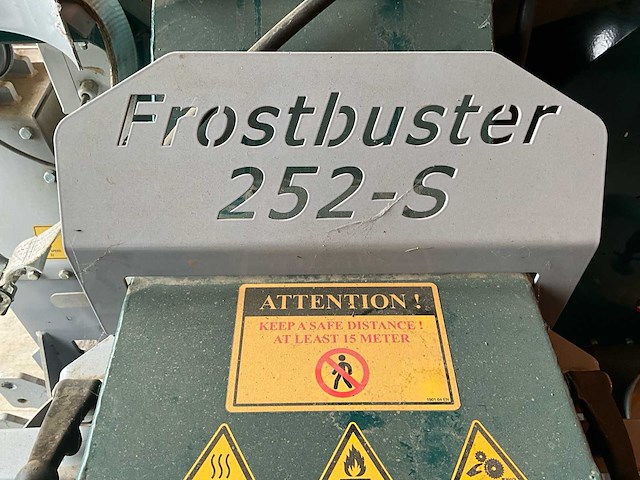 Frostbuster
252-S
ATTENTION !
KEEP A SAFE DISTANCE !
AT LEAST 15 METER